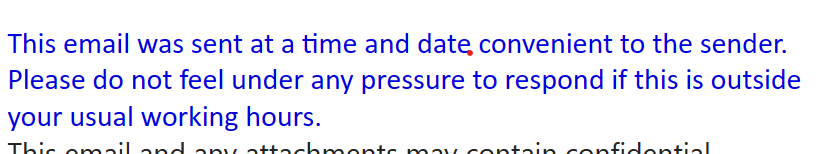 This email was sent at a time and date convenient to the sender.
Please do not feel under any pressure to respond if this is outside
your usual working hours.
This email and any attachments may contain confidential